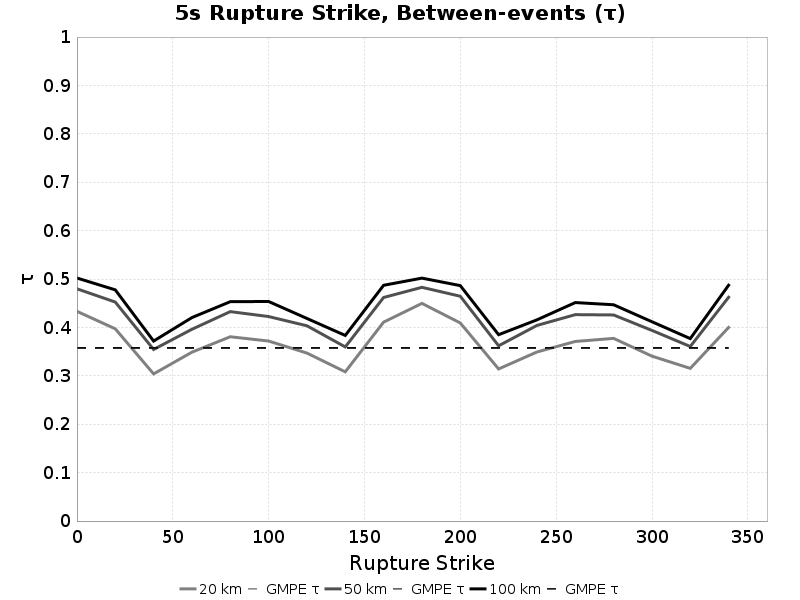 5s Rupture Strike, Between-events (τ)
1
0.9
0.8
0.7
0.6
0.5
0.4
0.3
0.2
0.1
0
τ
0 50 100 150 200 250 300 350
Rupture Strike
20 km GMPE τ 50 km GMPE τ 100 km GMPE τ